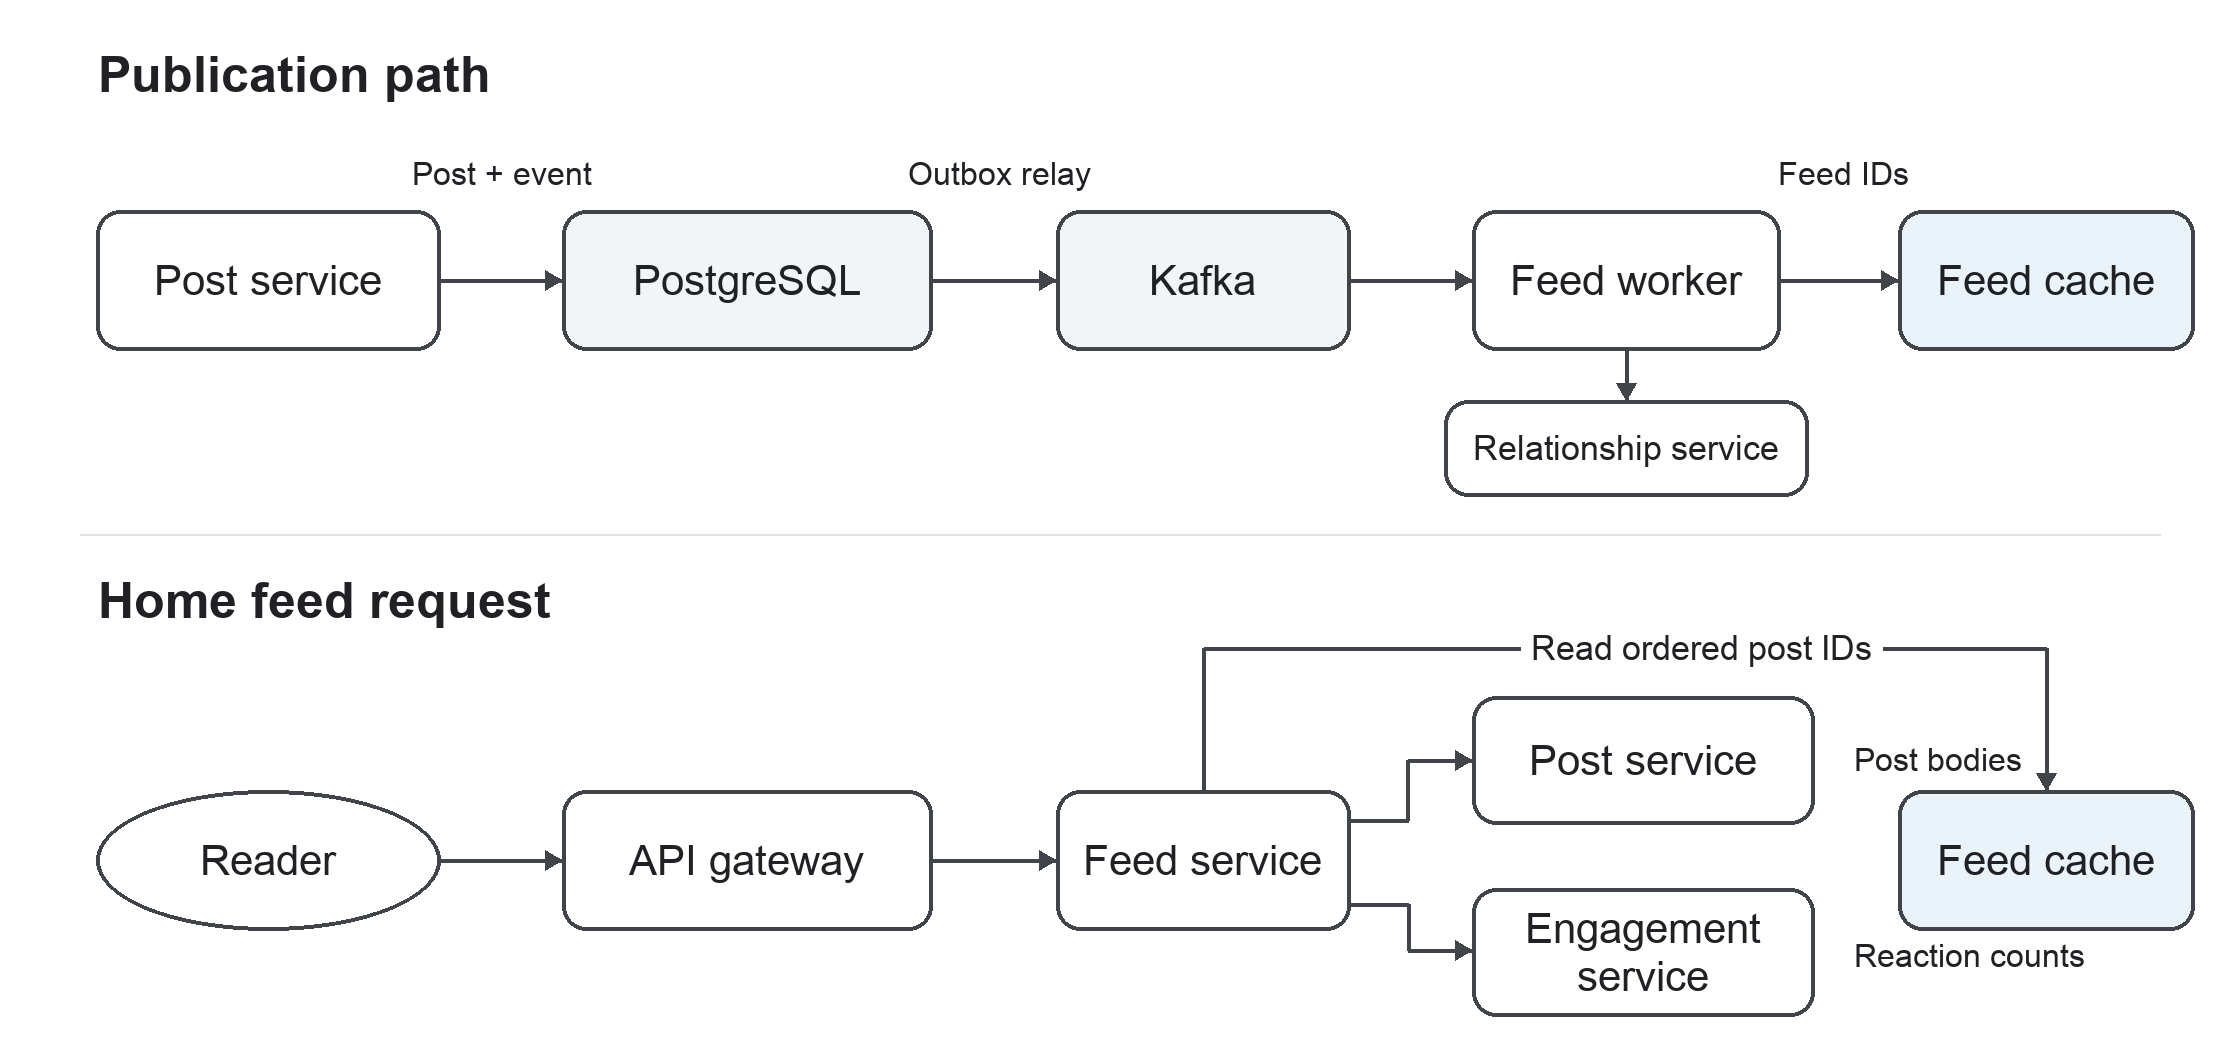 Publication path
Post + event
Outbox relay
Feed IDs
Post service
PostgreSQL
Kafka
Feed worker
Feed cache
Relationship service
Home feed request
Read ordered post IDs
Post service
Post bodies
Reader
API gateway
Feed service
Feed cache
Engagement
service
Reaction counts